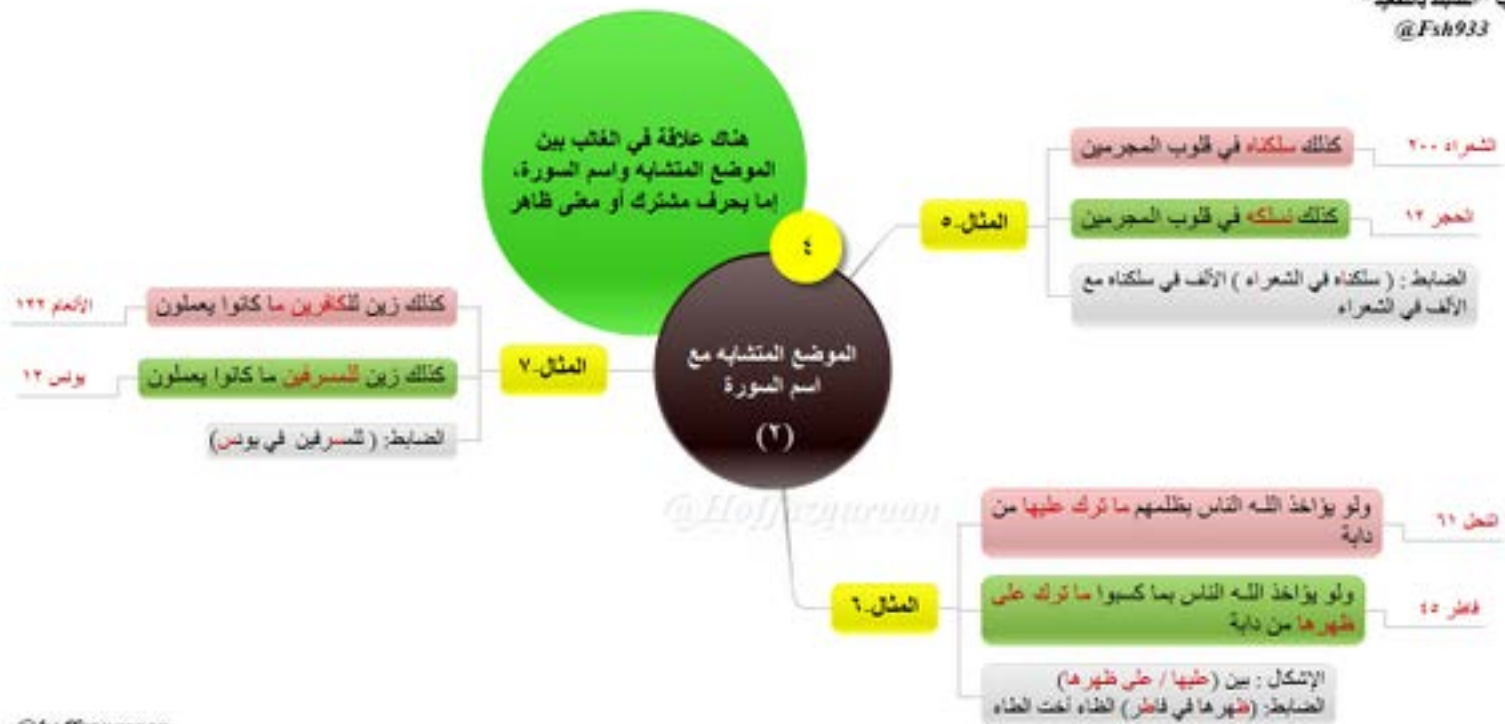 @Fsh933
هناك علاقة في الغالب بين
الموضع المتشابه واسم السورة،
إما بحرف مشترك أو معنى ظاهر
٤
الموضع المتشابه مع
اسم السورة
(٢)
المثال-٥
كذلك سلكناه في قلوب المجرمين
الشعراء ٢٠٠
كذلك نسلكه في قلوب المجرمين
الحجر ١٢
الضابط : ( سلكناه في الشعراء ) الألف في سلكناه مع
الألف في الشعراء
المثال-٦
ولو يؤاخذ الله الناس بظلمهم ما ترك عليها من
دابة
النحل ٦١
ولو يؤاخذ الله الناس بما كسبوا ما ترك على
ظهرها من دابة
فاطر ٤٥
الإشكال : بين (عليها / على ظهرها)
الضابط: (ظهرها في فاطر) الظاء أخت الطاء
المثال-٧
كذلك زين للكافرين ما كانوا يعملون
الأنعام ١٢٢
كذلك زين للمسرفين ما كانوا يعملون
يونس ١٢
الضابط: ( للمسرفين في يونس)
@Hoffazquraan